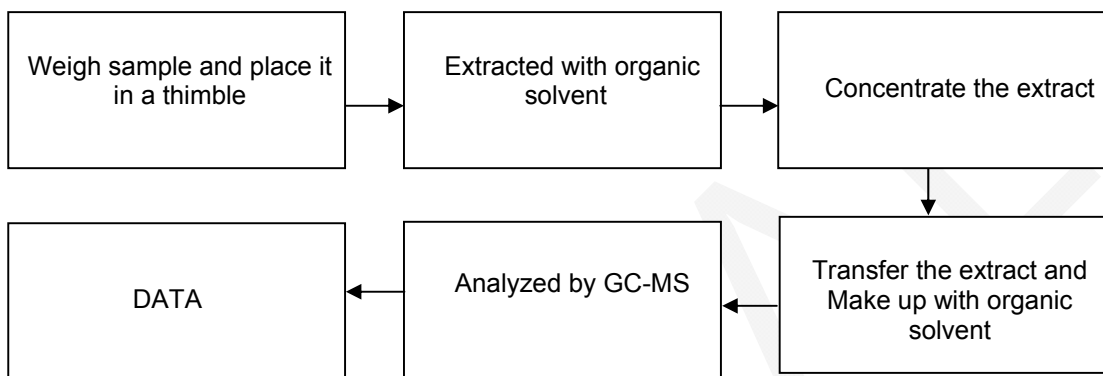 Weigh sample and place it
in a thimble
Extracted with organic
solvent
Concentrate the extract
Transfer the extract and
Make up with organic
solvent
Analyzed by GC-MS
DATA